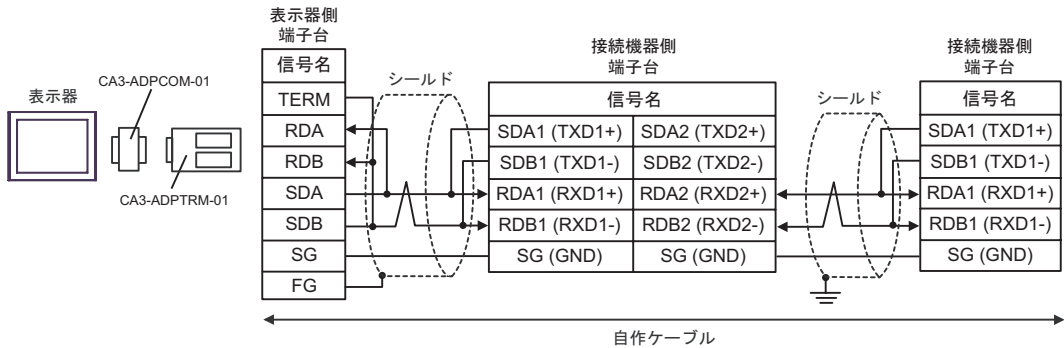 表示器
CA3-ADPCOM-01
CA3-ADPTRM-01
表示器側
端子台
信号名
TERM
RDA
RDB
SDA
SDB
SG
FG
シールド
接続機器側
端子台
信号名
SDA1 (TXD1+) SDA2 (TXD2+)
SDB1 (TXD1-) SDB2 (TXD2-)
RDA1 (RXD1+) RDA2 (RXD2+)
RDB1 (RXD1-) RDB2 (RXD2-)
SG (GND) SG (GND)
シールド
接続機器側
端子台
信号名
SDA1 (TXD1+)
SDB1 (TXD1-)
RDA1 (RXD1+)
RDB1 (RXD1-)
SG (GND)
自作ケーブル